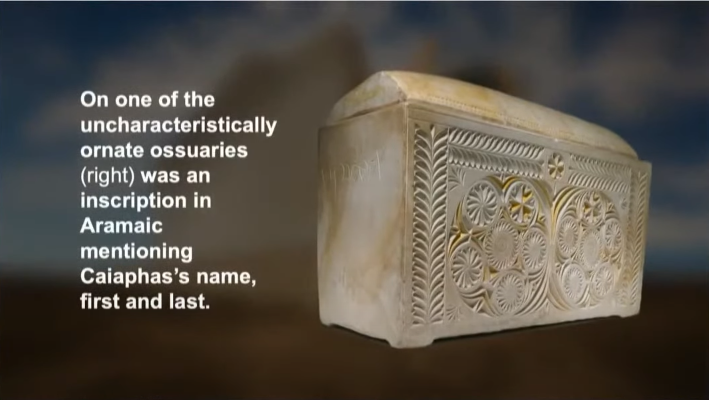 On one of the
uncharacteristically
ornate ossuaries
(right) was an
inscription in
Aramaic
mentioning
Caiaphas’s name,
first and last.